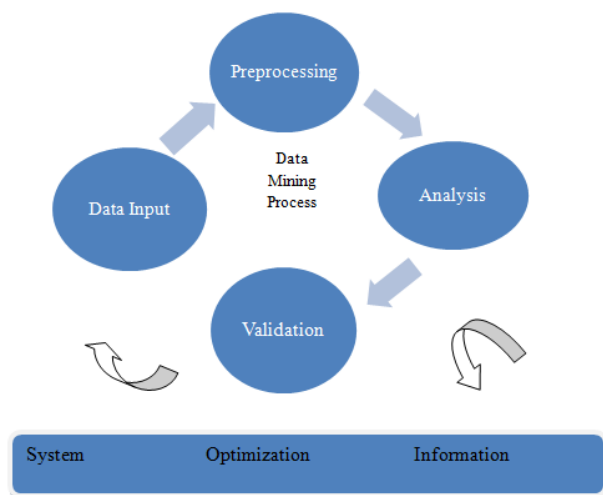 Preprocessing
Data
Mining
Process
Data Input
Analysis
Validation
System Optimization Information